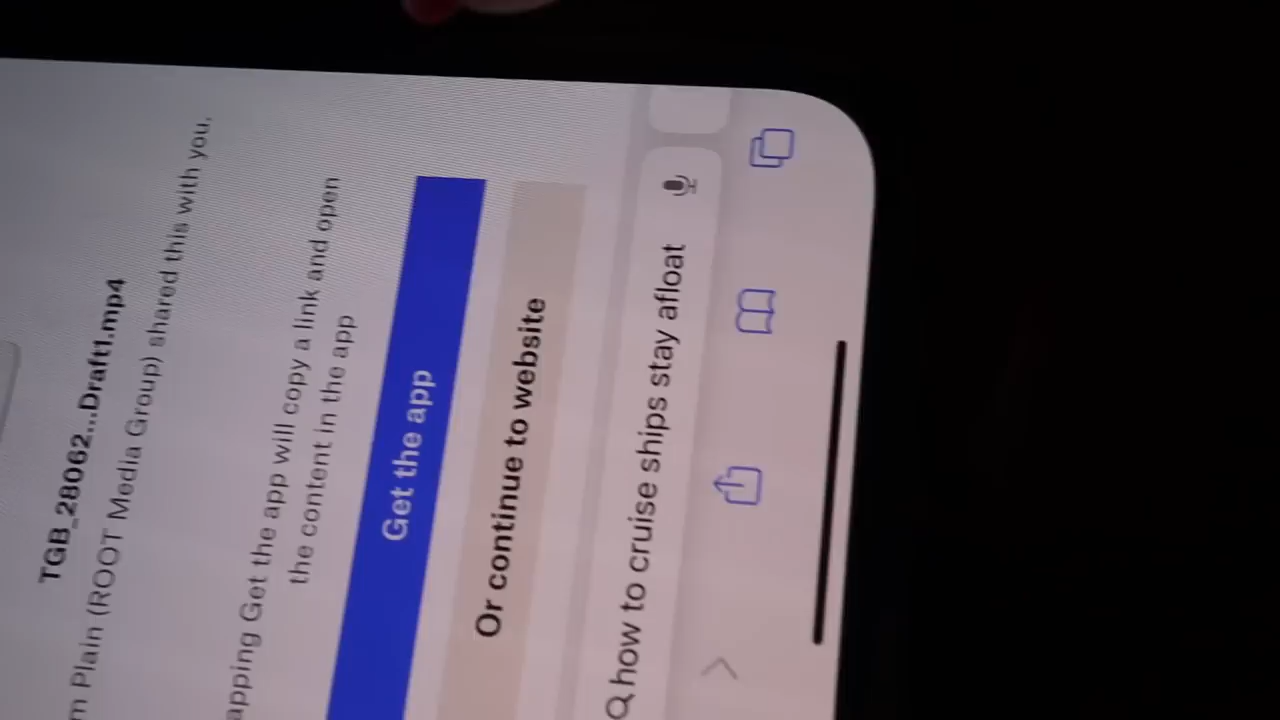 TGB_28062...Draft1.mp4
m Plain (ROOT Media Group) shared this with you.
apping Get the app will copy a link and open
the content in the app
Get the app
Or continue to website
how to cruise ships stay afloat